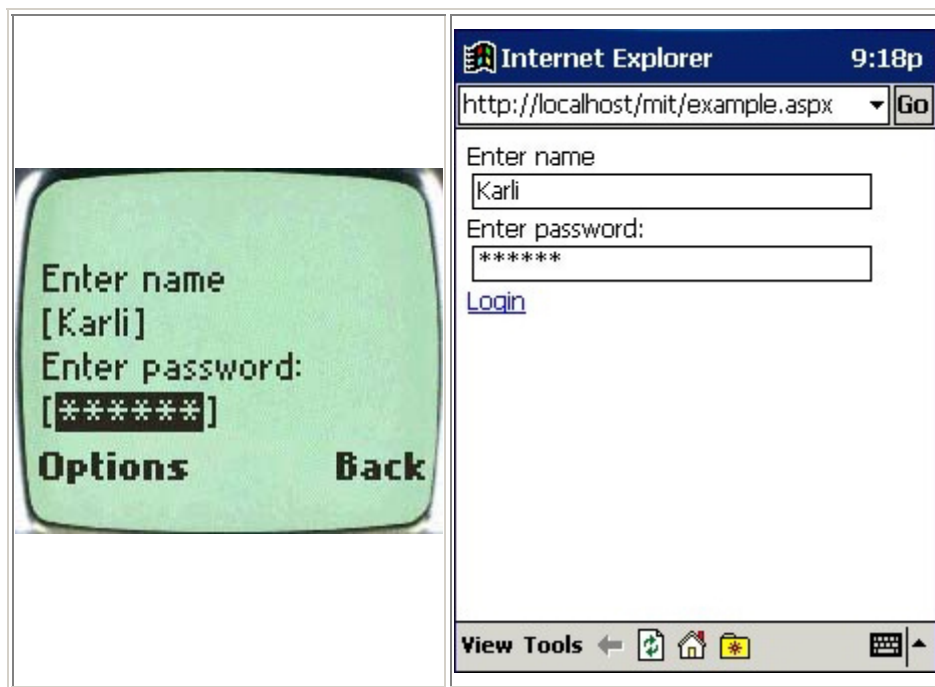 Enter name
[Karli]
Enter password:
[******]
Options Back
Internet Explorer 9:18p
http://localhost/mit/example.aspx Go
Enter name
Karli
Enter password:
******
Login
View Tools